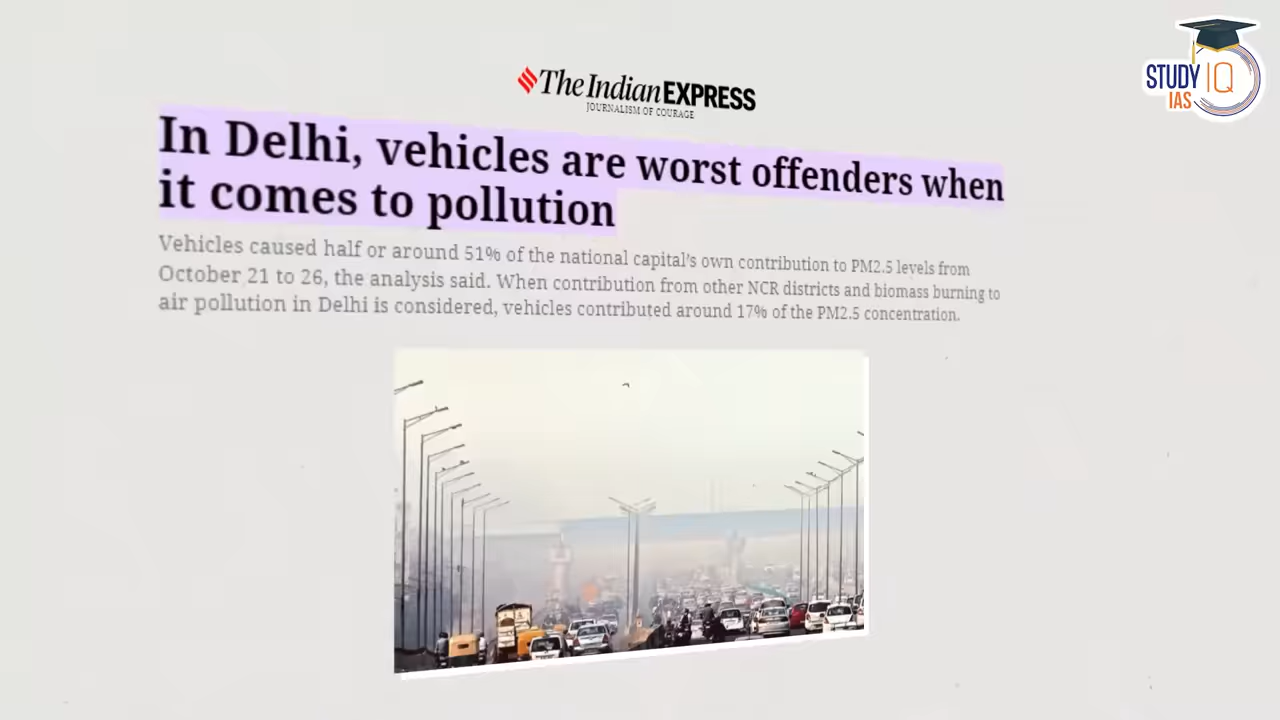 The Indian EXPRESS
JOURNALISM OF COURAGE
STUDY IQ
IAS
In Delhi, vehicles are worst offenders when
it comes to pollution
Vehicles caused half or around 51% of the national capital’s own contribution to PM2.5 levels from
October 21 to 26, the analysis said. When contribution from other NCR districts and biomass burning to
air pollution in Delhi is considered, vehicles contributed around 17% of the PM2.5 concentration.